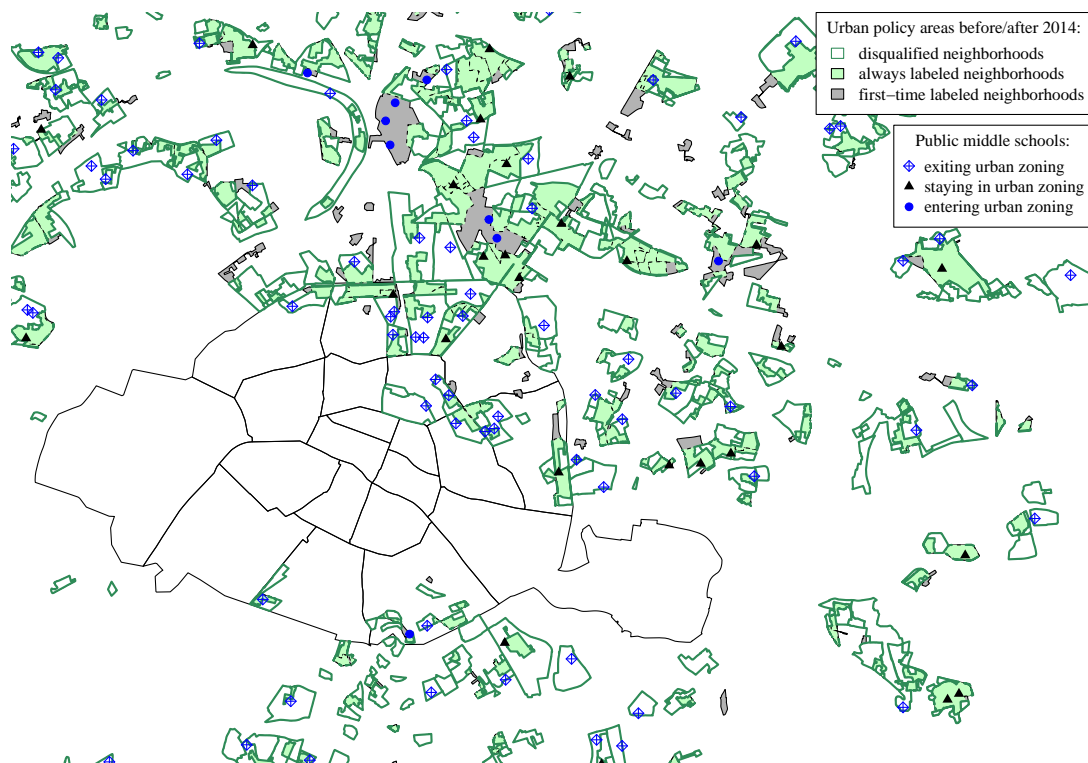 Urban policy areas before/after 2014:
disqualified neighborhoods
always labeled neighborhoods
first−time labeled neighborhoods
Public middle schools:
exiting urban zoning
staying in urban zoning
entering urban zoning